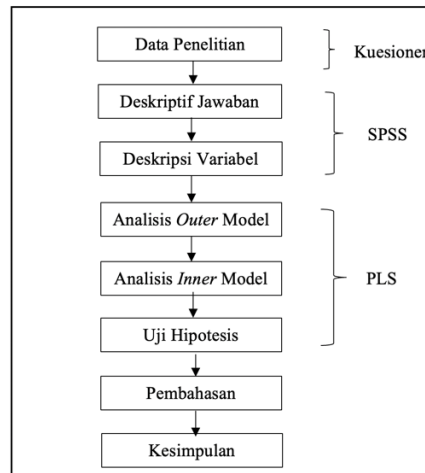 Data Penelitian
Kuesioner
Deskriptif Jawaban
SPSS
Deskripsi Variabel
Analisis Outer Model
Analisis Inner Model
PLS
Uji Hipotesis
Pembahasan
Kesimpulan